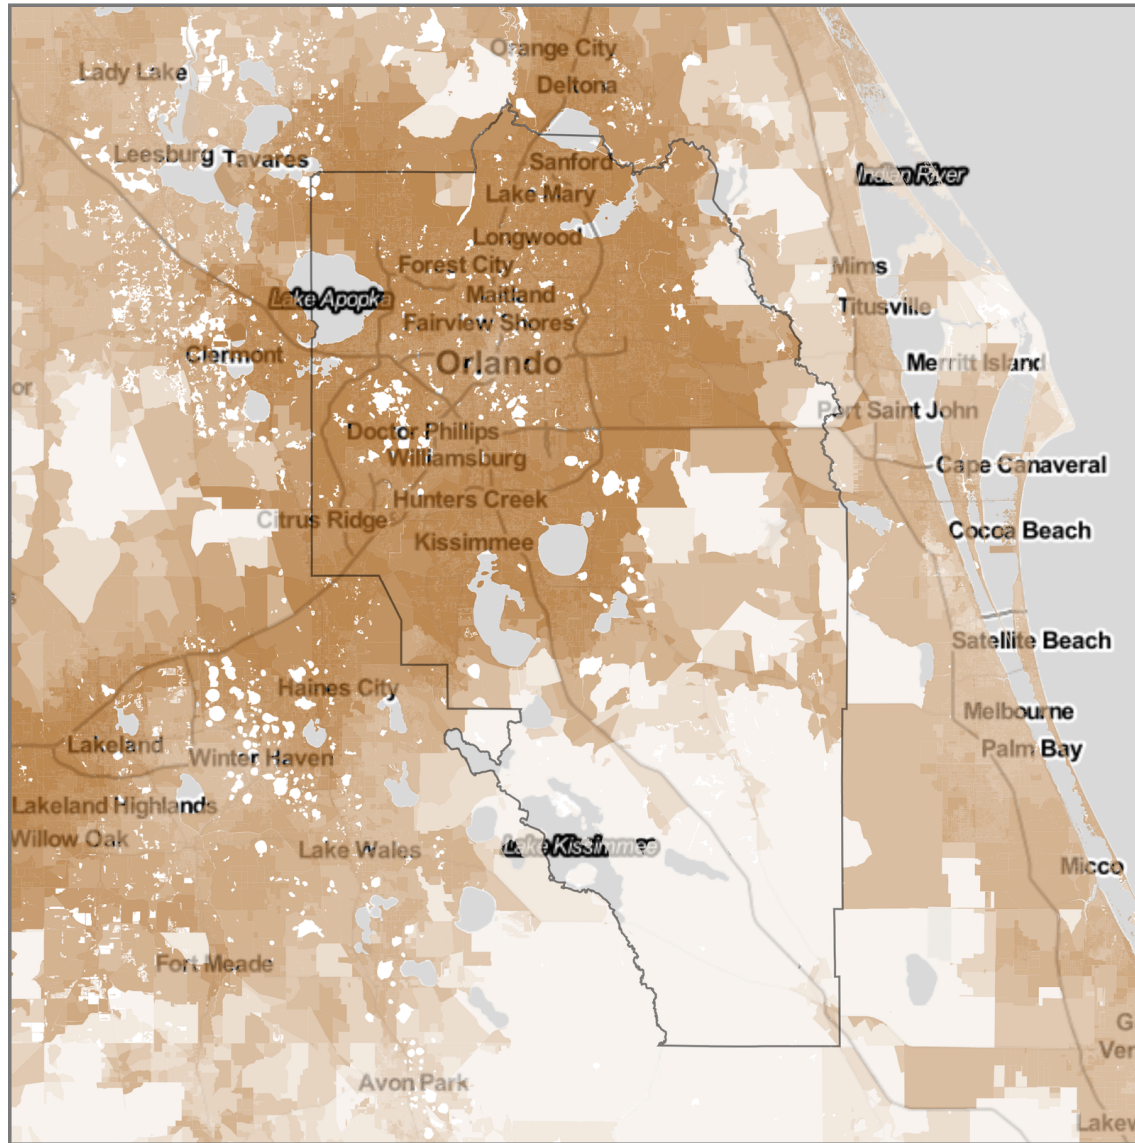 Orange City
Lady Lake
Deltona
Leesburg
Tavares
Sanford
Indian River
Lake Mary
Longwood
Forest City
Mims
Lake Apopka
Maitland
Titusville
Fairview Shores
Clermont
Orlando
Merritt Island
or
Port Saint John
Doctor Phillips
Williamsburg
Cape Canaveral
Hunters Creek
Citrus Ridge
Cocoa Beach
Kissimmee
s
Satellite Beach
Haines City
Melbourne
Lakeland
Palm Bay
Winter Haven
Lakeland Highlands
Willow Oak
Lake Kissimmee
Lake Wales
Micco
Fort Meade
G
Ver
Avon Park
Lakew